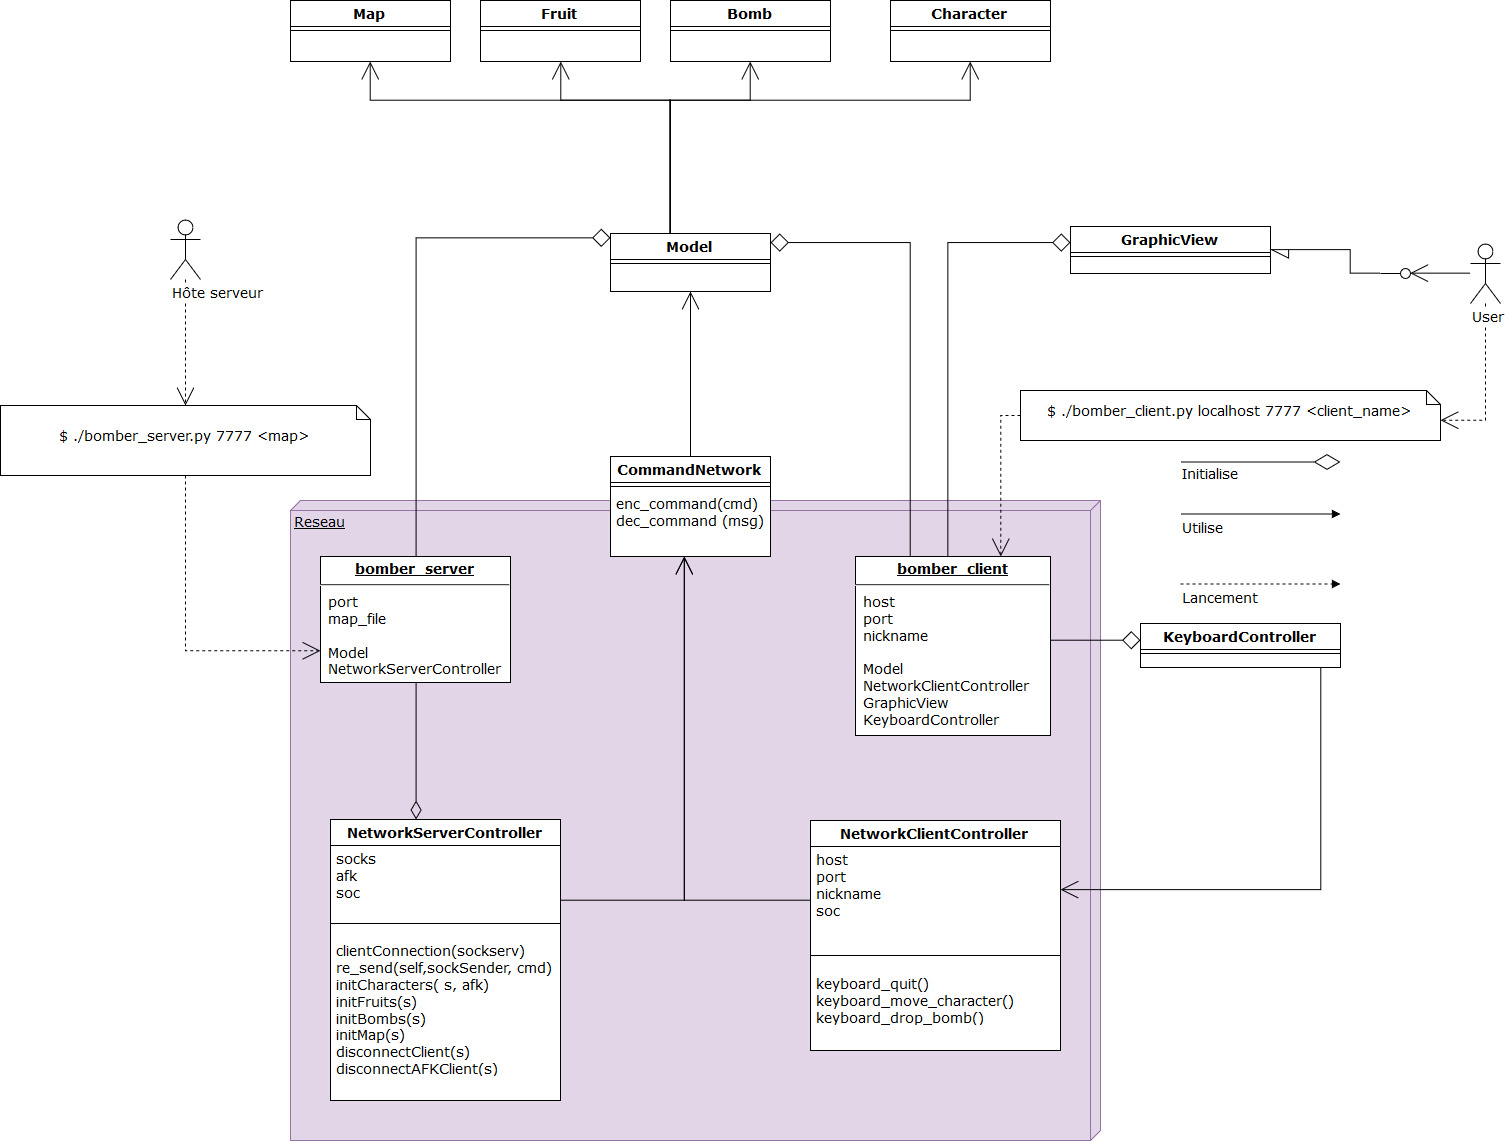 Map
Fruit
Bomb
Character
Model
GraphicView
Hôte serveur
User
$ ./bomber_server.py 7777 <map>
$ ./bomber_client.py localhost 7777 <client_name>
Initialise
Utilise
Lancement
CommandNetwork
enc_command(cmd)
dec_command (msg)
Reseau
bomber_server
port
map_file
Model
NetworkServerController
bomber_client
host
port
nickname
Model
NetworkClientController
GraphicView
KeyboardController
KeyboardController
NetworkServerController
socks
afk
soc
clientConnection(sockserv)
re_send(self,sockSender, cmd)
initCharacters( s, afk)
initFruits(s)
initBombs(s)
initMap(s)
disconnectClient(s)
disconnectAFKClient(s)
NetworkClientController
host
port
nickname
soc
keyboard_quit()
keyboard_move_character()
keyboard_drop_bomb()